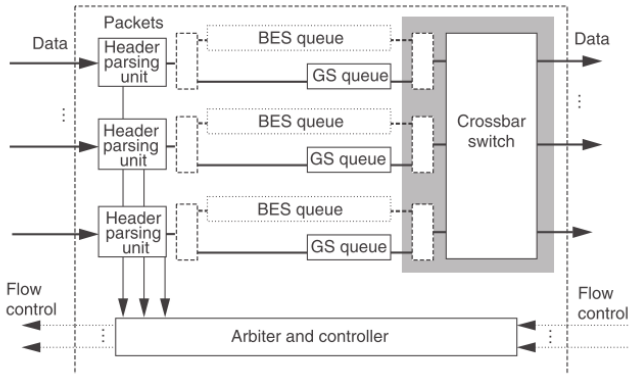 Packets
Data
Header
parsing
unit
BES queue
GS queue
Data
Header
parsing
unit
BES queue
GS queue
Crossbar
switch
Header
parsing
unit
BES queue
GS queue
Flow
control
Arbiter and controller
Flow
control